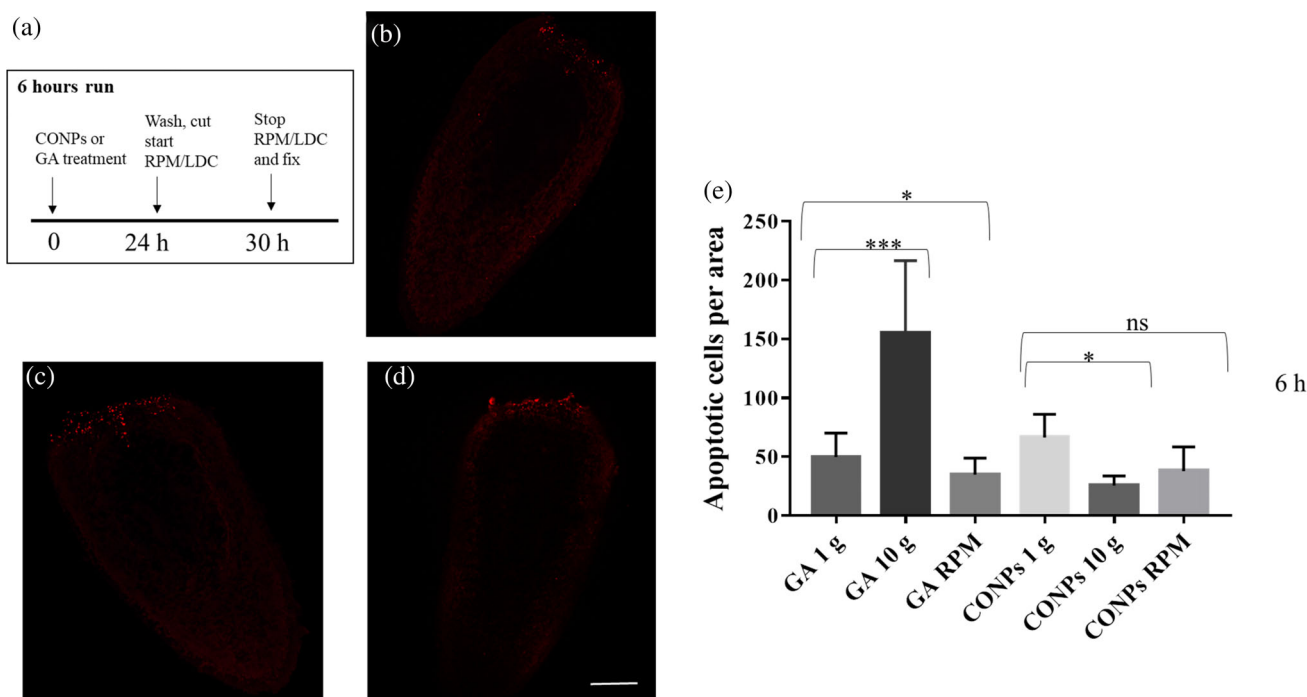 (a)
6 hours run
CONPs or
GA treatment
Wash, cut
start
RPM/LDC
Stop
RPM/LDC
and fix
0
24 h
30 h
(b)
(c)
(d)
(e)
Apoptotic cells per area
250
200
150
100
50
0
*
***
ns
*
6 h
GA 1 g
GA 10 g
GA RPM
CONPs 1 g
CONPs 10 g
CONPs RPM